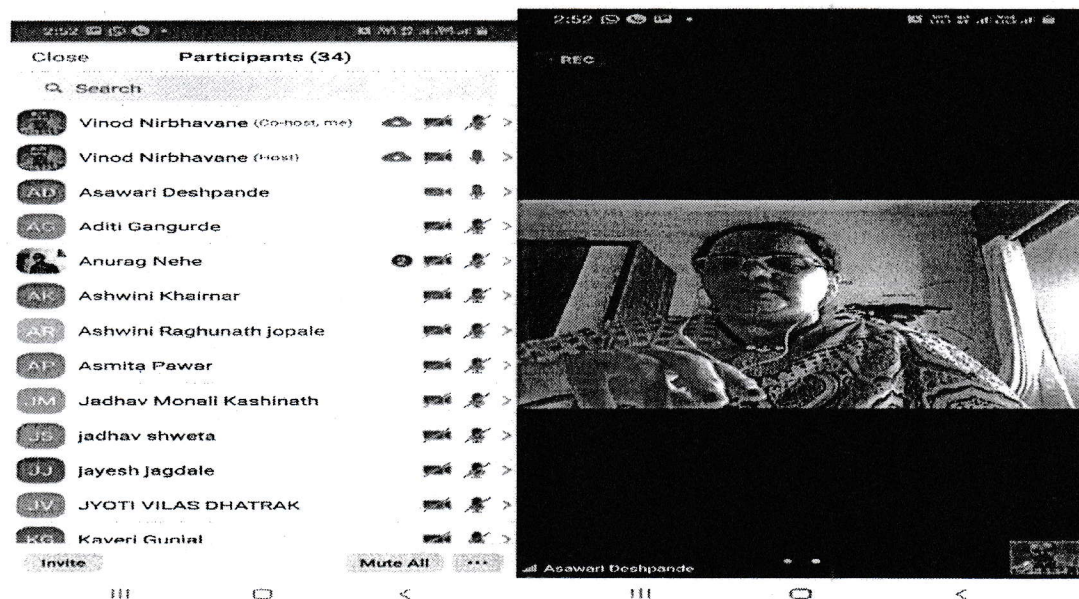 2:52
Close Participants (34)
Search
Vinod Nirbhavane (Co-host, me)
Vinod Nirbhavane (Host)
AD Asawari Deshpande
AG Aditi Gangurde
Anurag Nehe
AK Ashwini Khairnar
AR Ashwini Raghunath jopale
AP Asmita Pawar
JM Jadhav Monali Kashinath
JS jadhav shweta
JJ jayesh jagdale
JV JYOTI VILAS DHATRAK
KG Kaveri Gunjal
Invite Mute All ...
2:52
REC
Asawari Deshpande